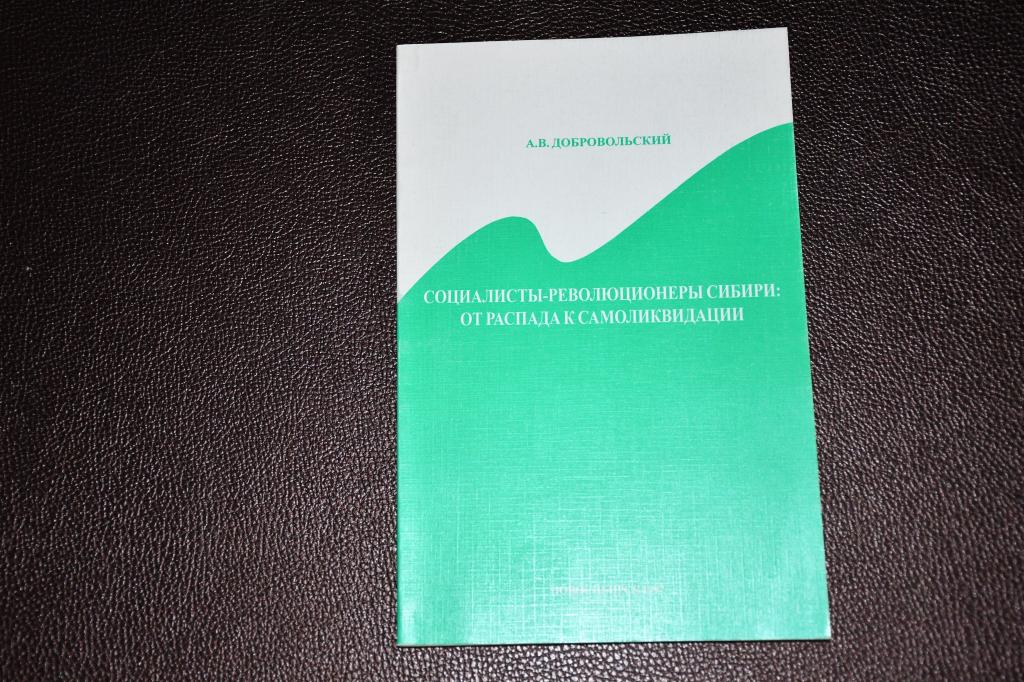 А.В. ДОБРОВОЛЬСКИЙ
СОЦИАЛИСТЫ-РЕВОЛЮЦИОНЕРЫ СИБИРИ:
ОТ РАСПАДА К САМОЛИКВИДАЦИИ